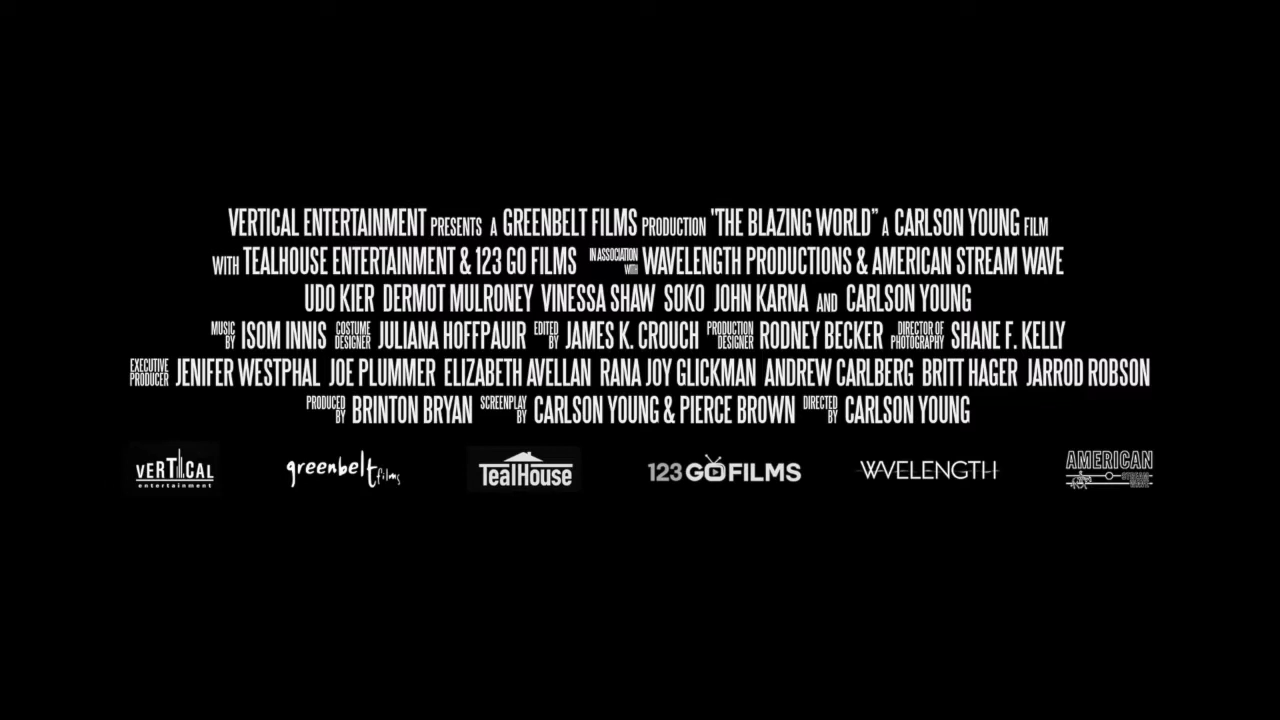 VERTICAL ENTERTAINMENT PRESENTS A GREENBELT FILMS PRODUCTION "THE BLAZING WORLD” A CARLSON YOUNG FILM
WITH TEALHOUSE ENTERTAINMENT & 123 GO FILMS IN ASSOCIATION WITH WAVELENGTH PRODUCTIONS & AMERICAN STREAM WAVE
UDO KIER DERMOT MULRONEY VINESSA SHAW SOKO JOHN KARNA AND CARLSON YOUNG
MUSIC BY ISOM INNIS COSTUME DESIGNER JULIANA HOFFPAUIR EDITED BY JAMES K. CROUCH PRODUCTION DESIGNER RODNEY BECKER DIRECTOR OF PHOTOGRAPHY SHANE F. KELLY
EXECUTIVE PRODUCER JENIFER WESTPHAL JOE PLUMMER ELIZABETH AVELLAN RANA JOY GLICKMAN ANDREW CARLBERG BRITT HAGER JARROD ROBSON
PRODUCED BY BRINTON BRYAN SCREENPLAY BY CARLSON YOUNG & PIERCE BROWN DIRECTED BY CARLSON YOUNG
VERTICAL entertainment greenbelt films TealHouse 123 GO FILMS WAVELENGTH AMERICAN STREAM WAVE